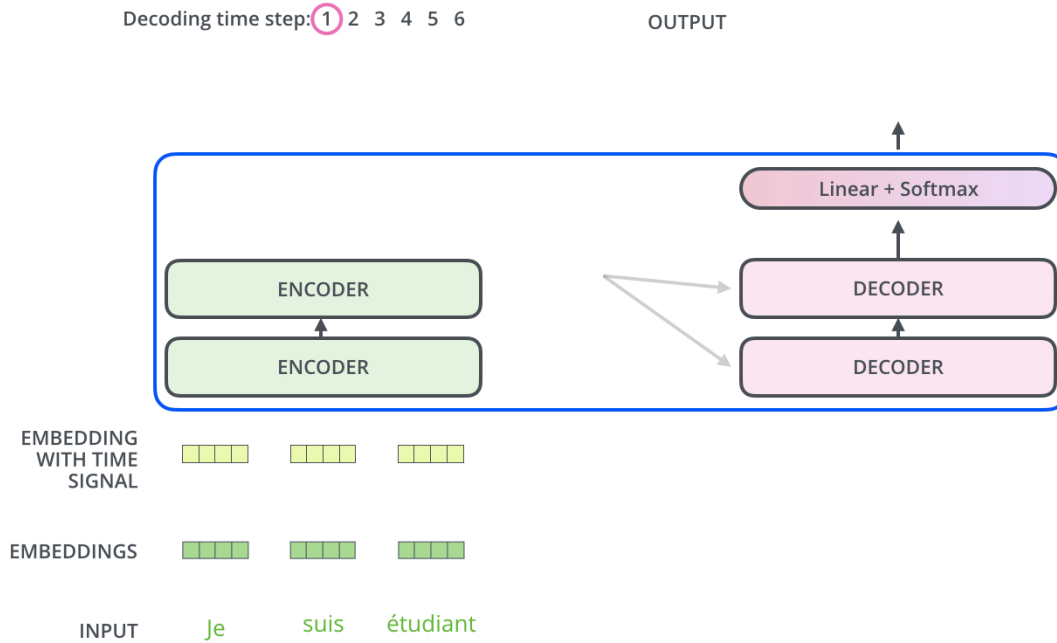 Decoding time step: 1 2 3 4 5 6
OUTPUT
Linear + Softmax
ENCODER
DECODER
ENCODER
DECODER
EMBEDDING
WITH TIME
SIGNAL
EMBEDDINGS
INPUT
Je suis étudiant